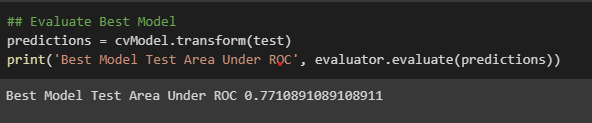 ## Evaluate Best Model
predictions = cvModel.transform(test)
print('Best Model Test Area Under ROC', evaluator.evaluate(predictions))
Best Model Test Area Under ROC 0.7710891089108911